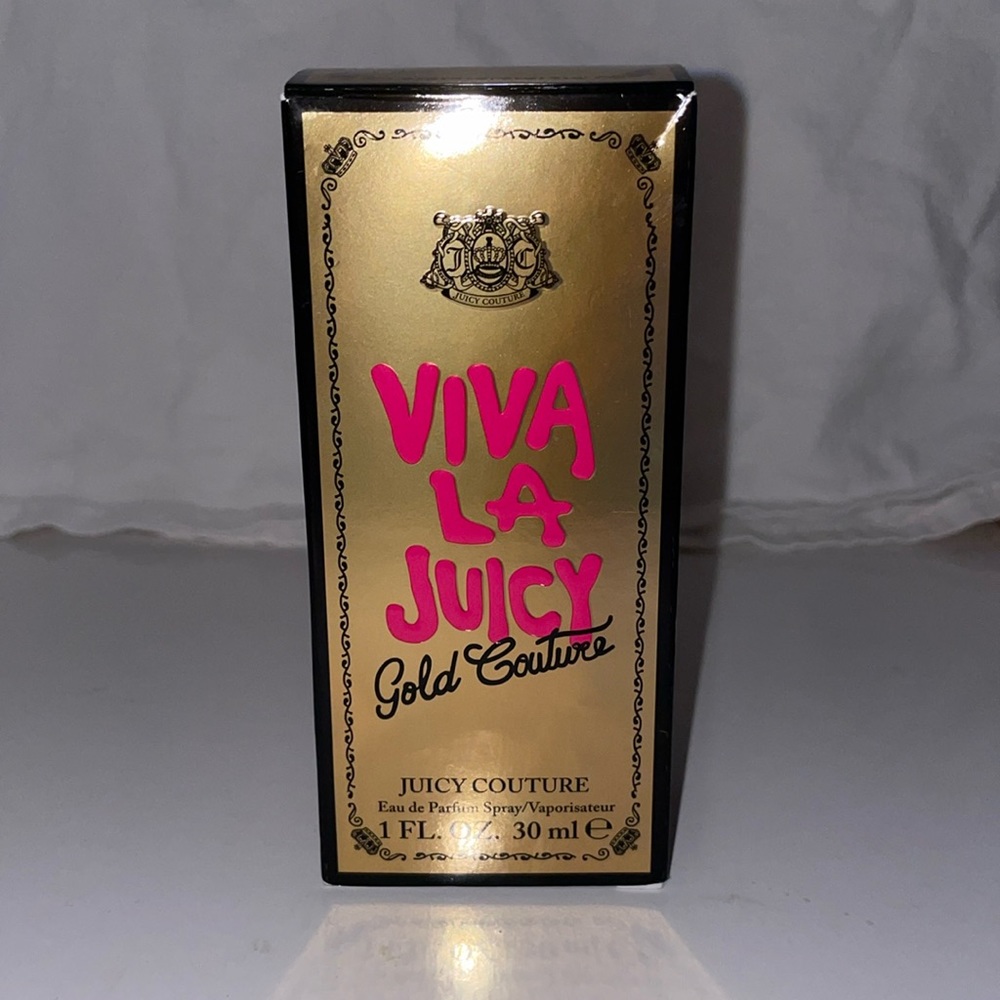 J C
JUICY COUTURE
VIVA
LA
JUICY
Gold Couture
JUICY COUTURE
Eau de Parfum Spray/Vaporisateur
1 FL. OZ. 30 ml ℮